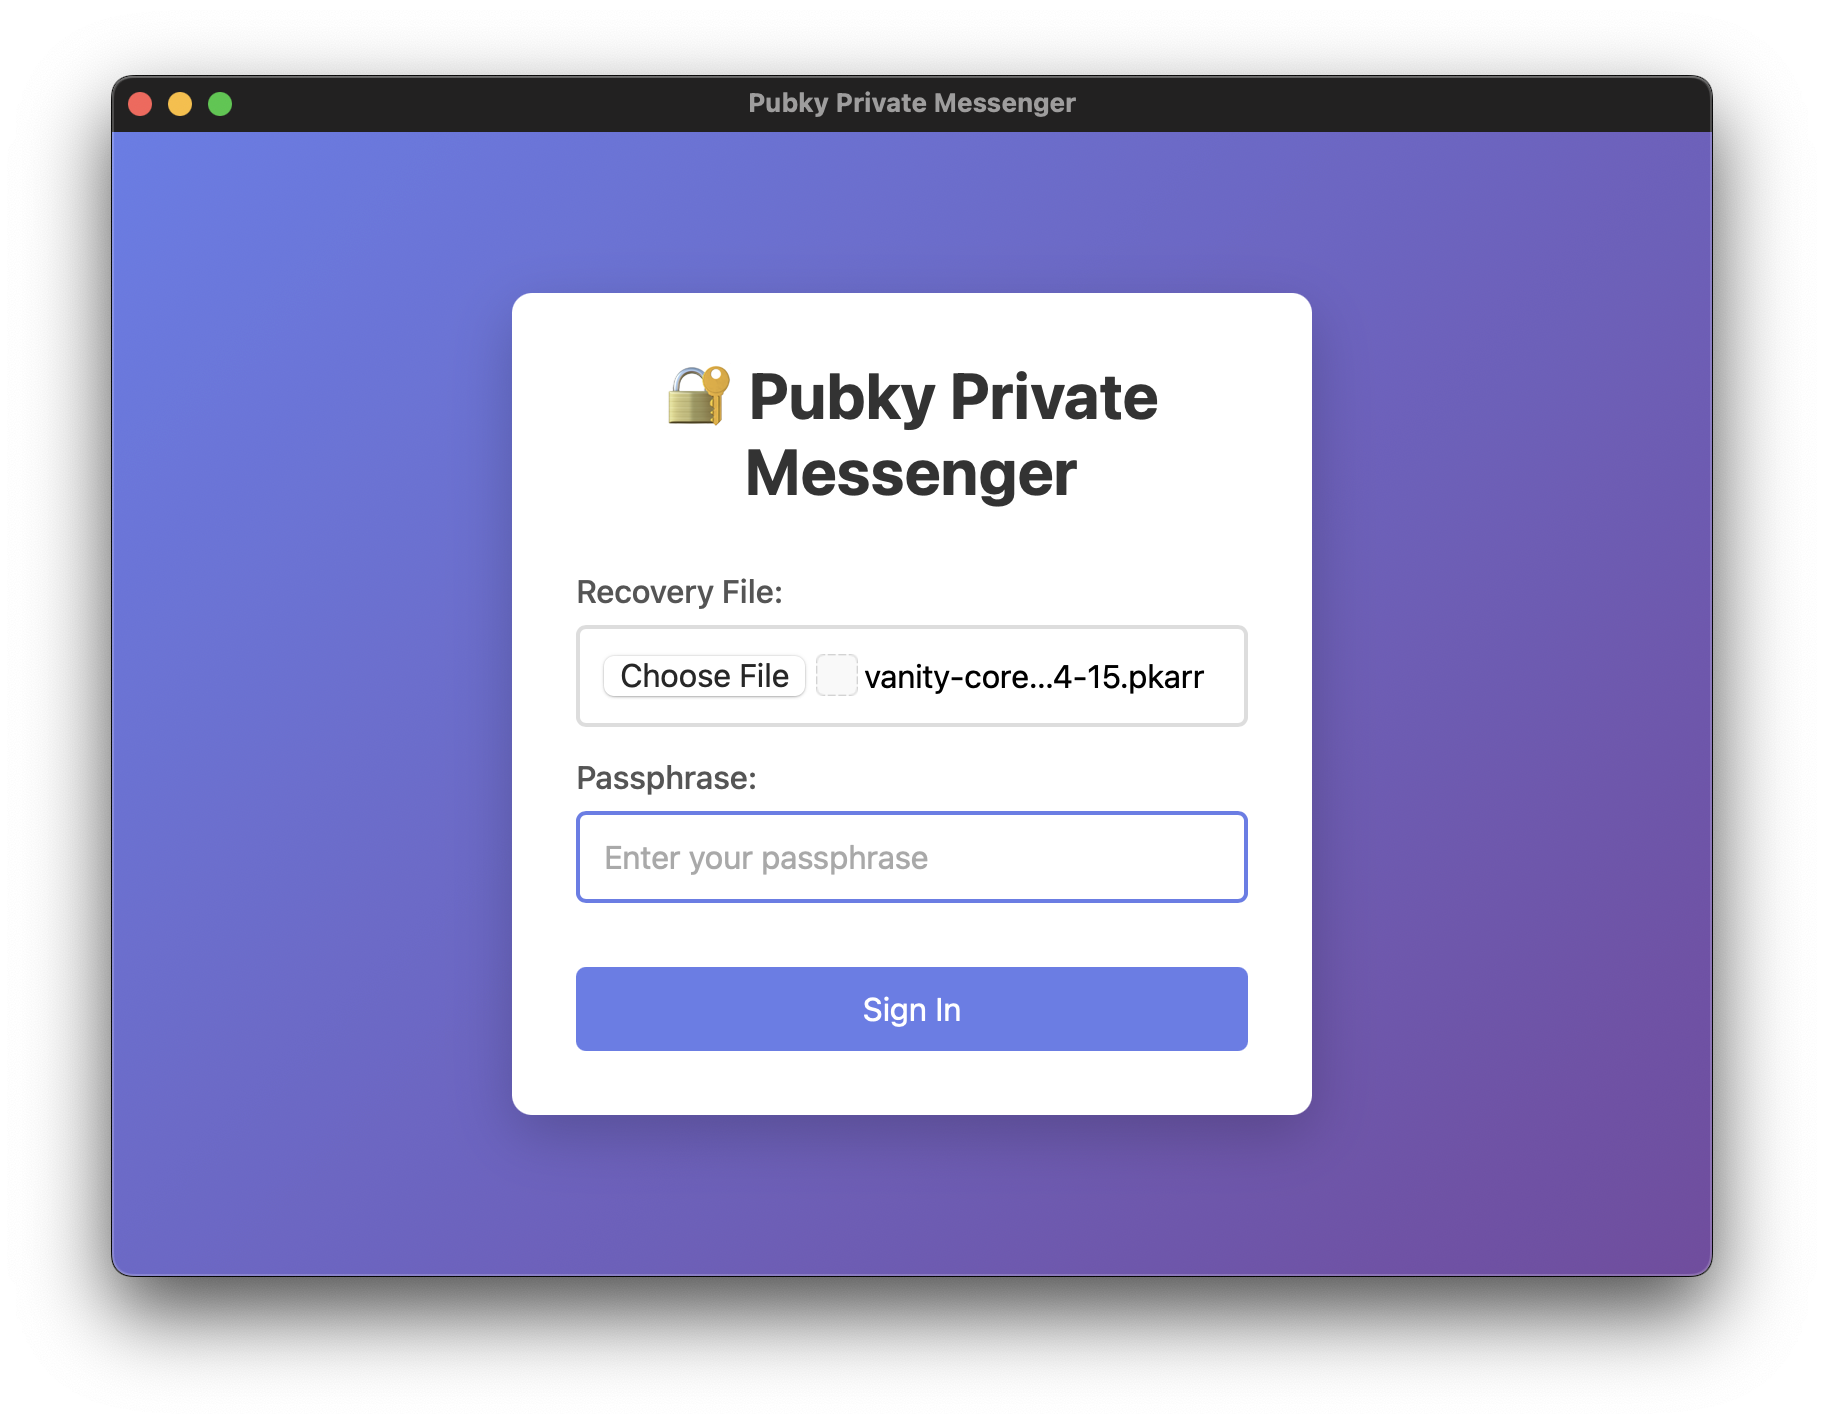 Pubky Private Messenger
🔐 Pubky Private
Messenger
Recovery File:
Choose File vanity-core...4-15.pkarr
Passphrase:
Enter your passphrase
Sign In